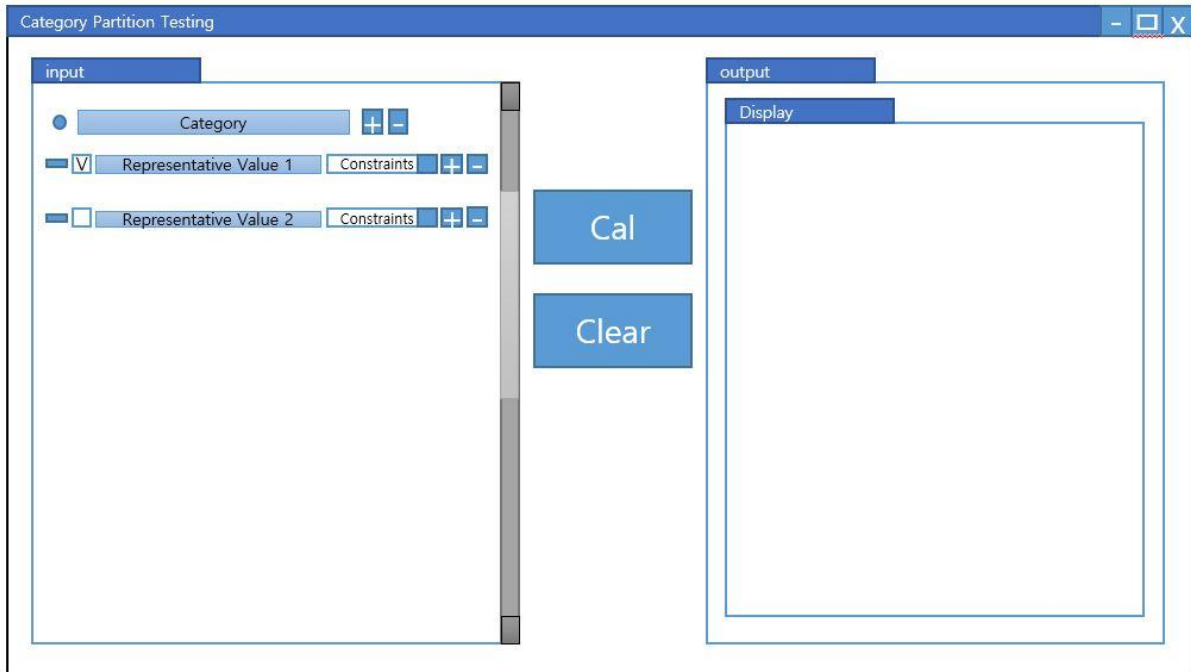 Category Partition Testing
- X
input
Category + -
V Representative Value 1 Constraints + -
Representative Value 2 Constraints + -
Cal
Clear
output
Display